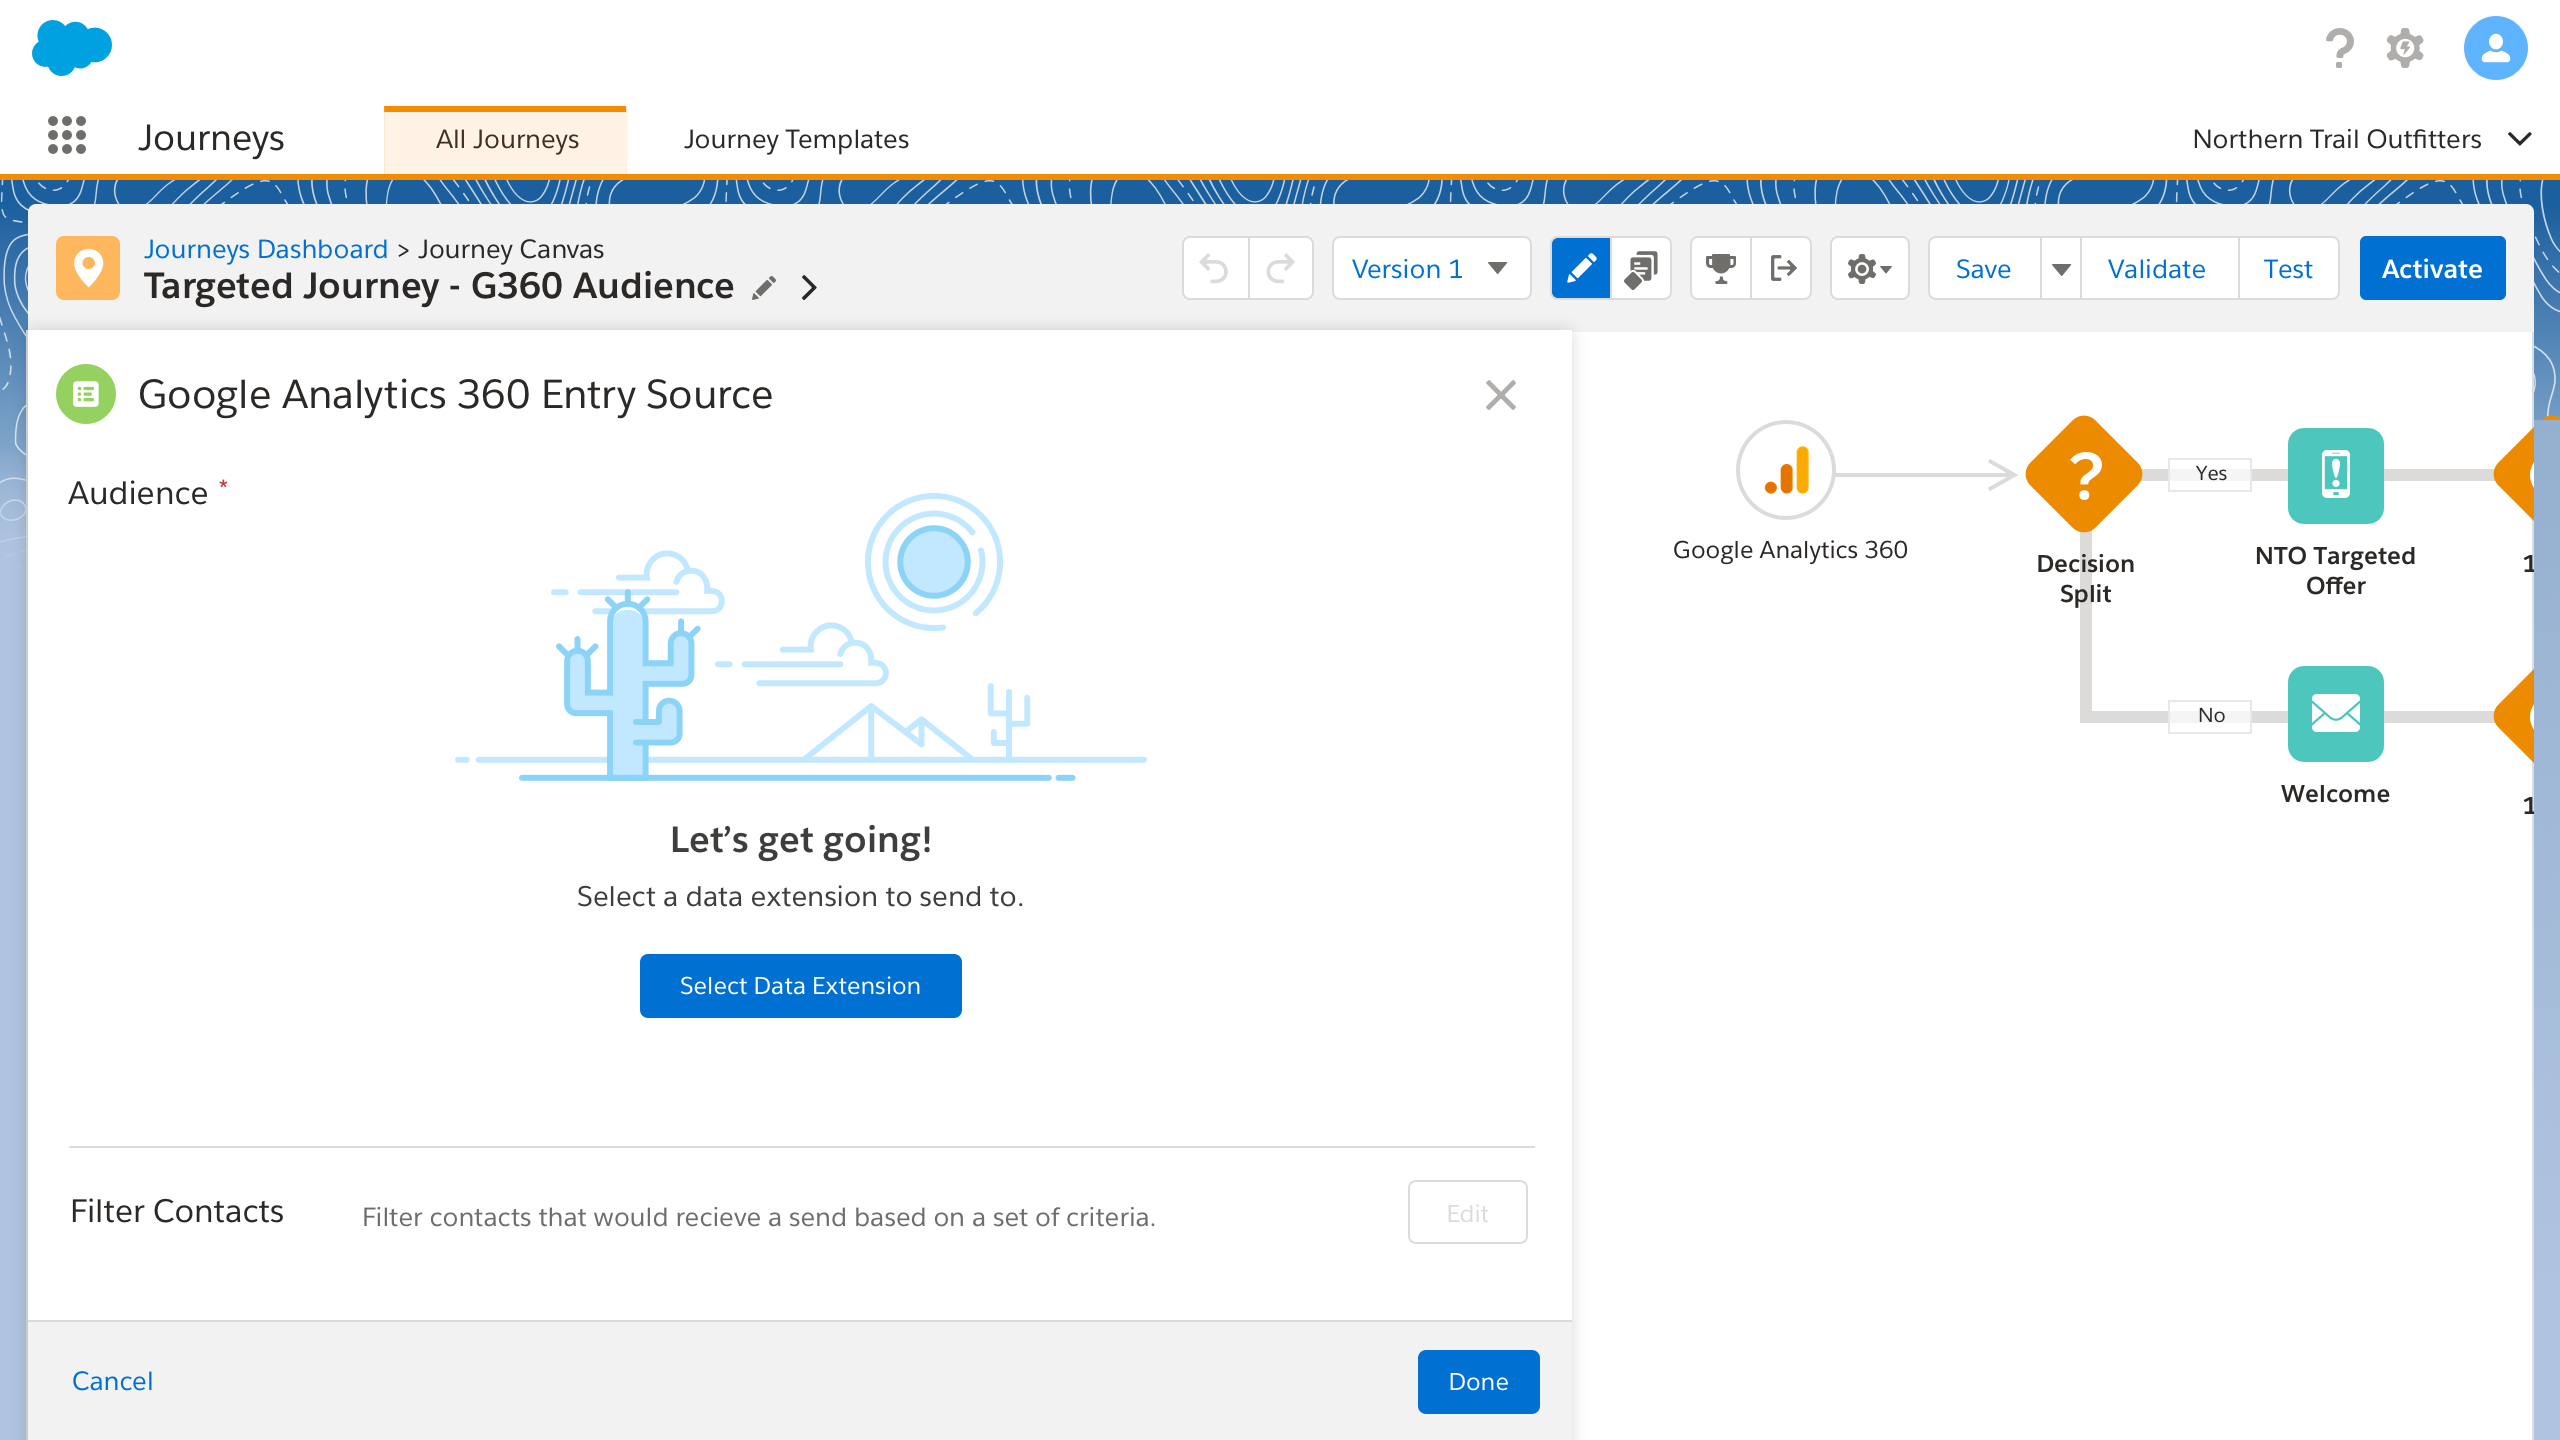 Journeys
All Journeys
Journey Templates
Northern Trail Outfitters
Journeys Dashboard > Journey Canvas
Targeted Journey - G360 Audience
Version 1
Save
Validate
Test
Activate
Google Analytics 360 Entry Source
Audience *
Let’s get going!
Select a data extension to send to.
Select Data Extension
Filter Contacts
Filter contacts that would recieve a send based on a set of criteria.
Edit
Cancel
Done
Google Analytics 360
Decision
Split
Yes
NTO Targeted
Offer
1
No
Welcome
1